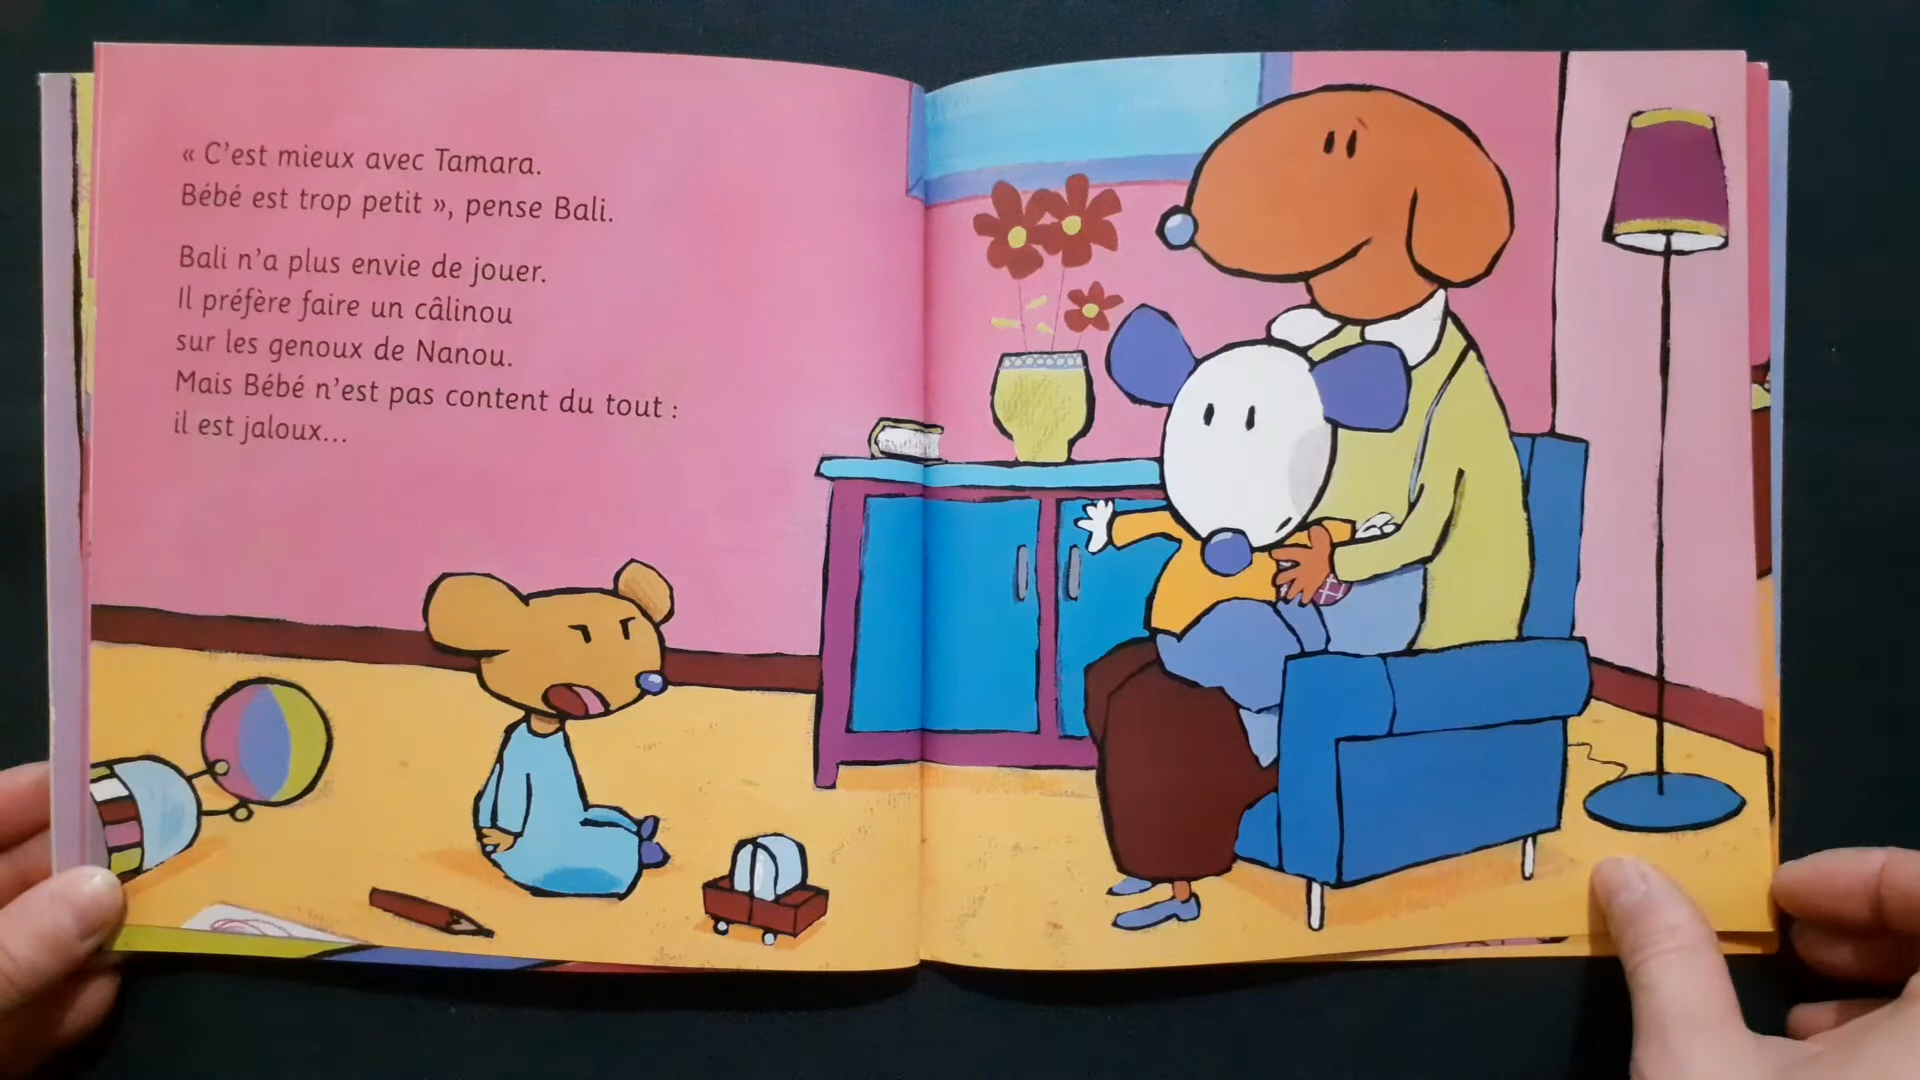 « C'est mieux avec Tamara.
Bébé est trop petit », pense Bali.
Bali n'a plus envie de jouer.
Il préfère faire un câlinou
sur les genoux de Nanou.
Mais Bébé n'est pas content du tout :
il est jaloux...